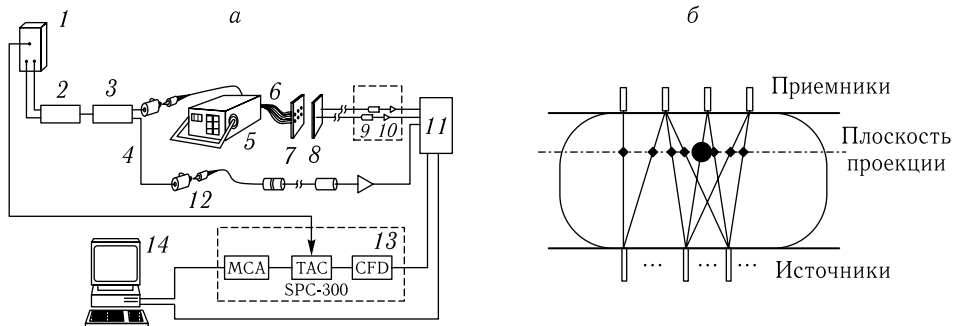 а
1
2
3
4
5
6
7
8
9
10
11
12
13
14
MCA
TAC
CFD
SPC-300
б
Приемники
Плоскость
проекции
...
...
...
Источники